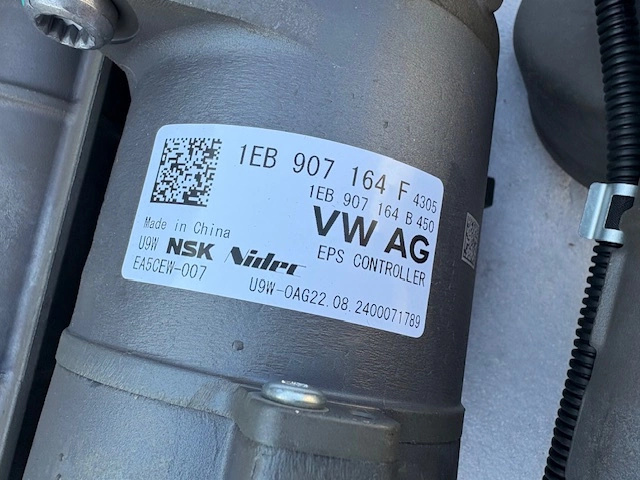 1EB 907 164 F 4305
1EB 907 164 B 450
VW AG
EPS CONTROLLER
Made in China
U9W NSK Nidec
EA5CEW-007
U9W-0AG22.08.2400071789